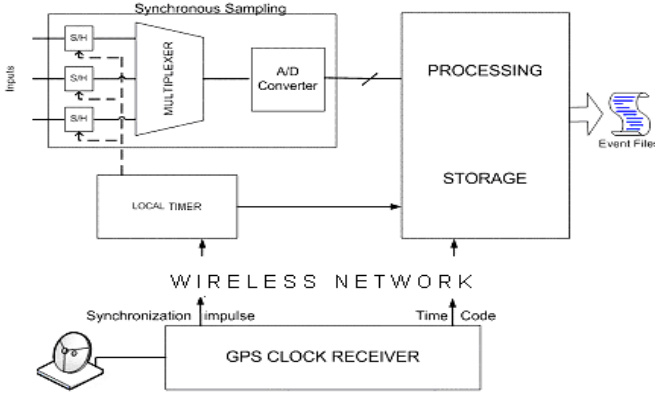 Synchronous Sampling
Inputs
S/H
S/H
S/H
MULTIPLEXER
A/D
Converter
PROCESSING
STORAGE
Event Files
LOCAL TIMER
WIRELESS NETWORK
Synchronization impulse
Time Code
GPS CLOCK RECEIVER